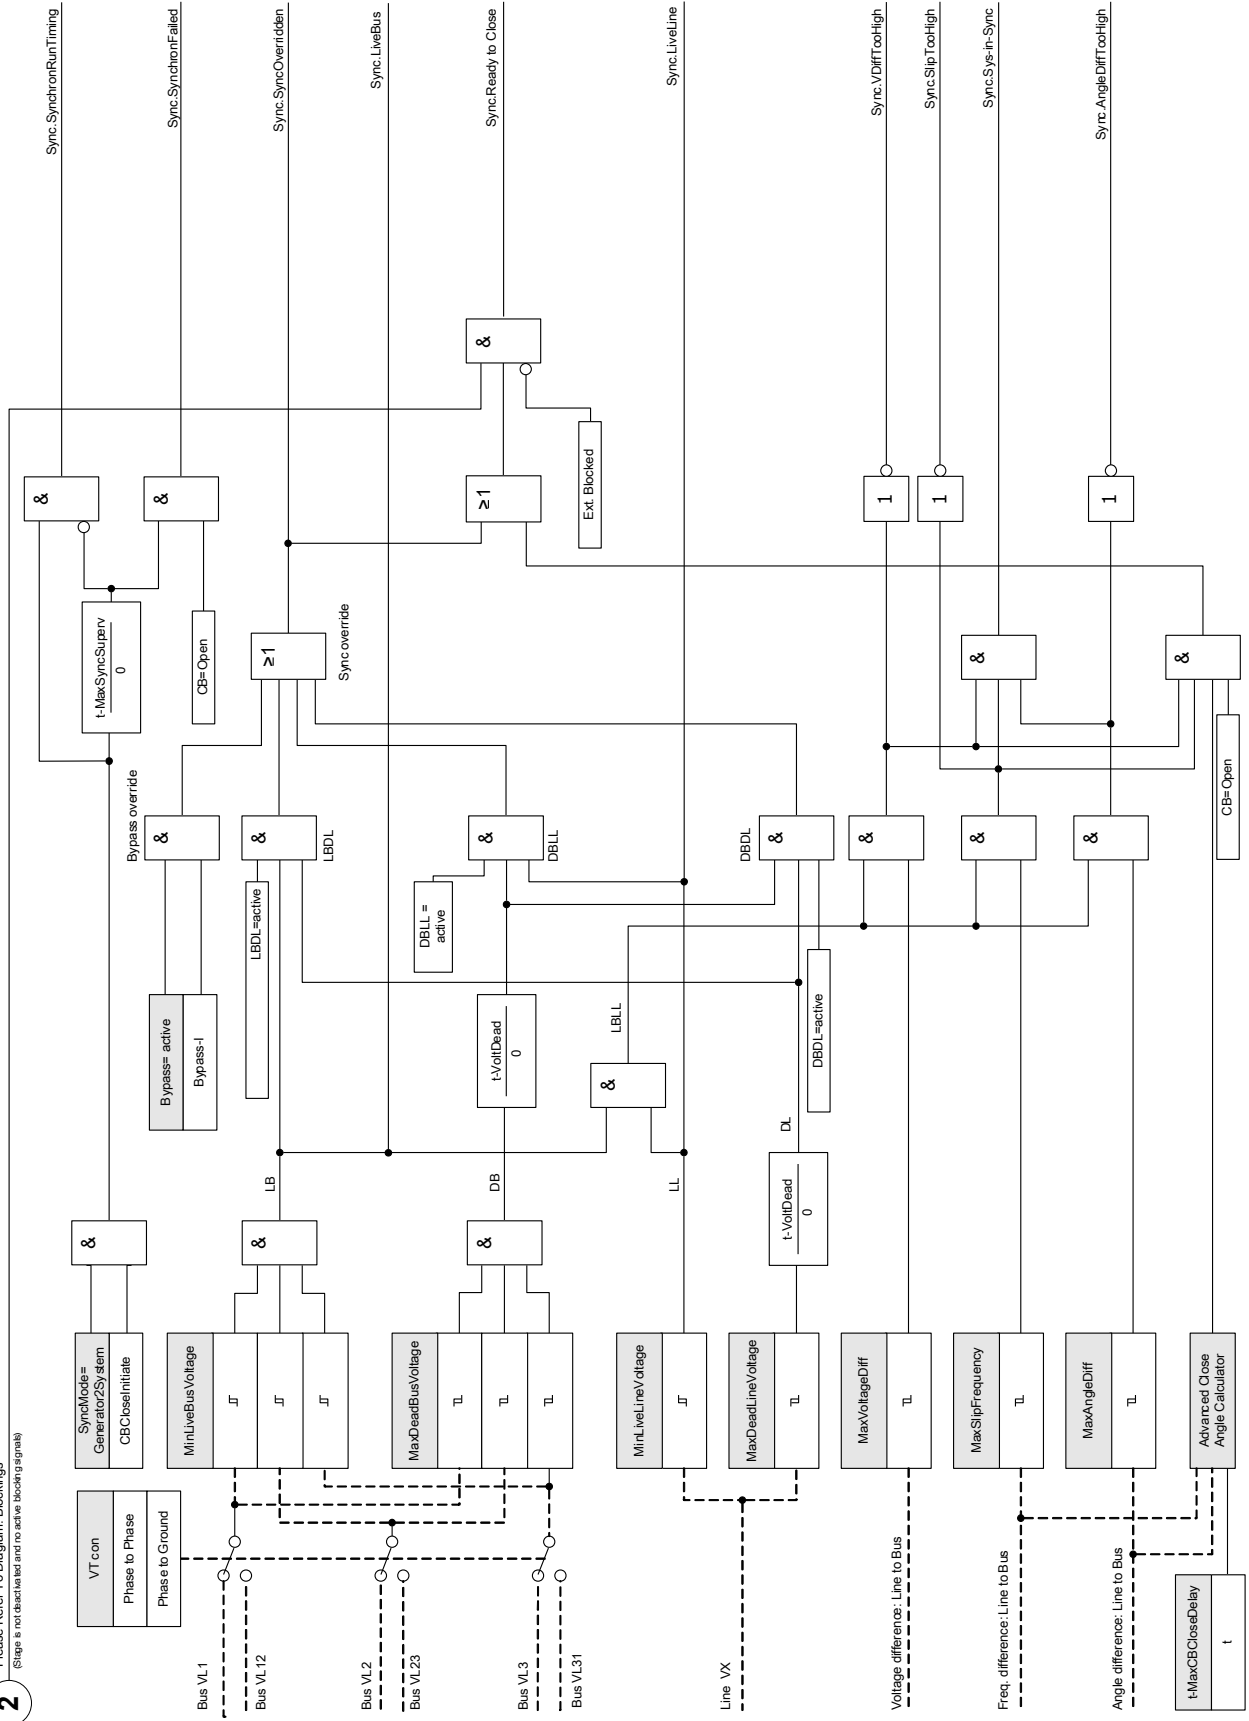 2
Please Refer To Diagram: Blockings
(Stage is not deactivated and no active blocking signals)
VT con
Phase to Phase
Phase to Ground
Bus VL1
Bus VL12
Bus VL2
Bus VL23
Bus VL3
Bus VL31
Line VX
Voltage difference: Line to Bus
Freq. difference: Line to Bus
Angle difference: Line to Bus
t-MaxCBCloseDelay
t
SyncMode=
Generator2System
CBCloseInitiate
MinLiveBusVoltage
MaxDeadBusVoltage
MinLiveLineVoltage
MaxDeadLineVoltage
MaxVoltageDiff
MaxSlipFrequency
MaxAngleDiff
Advanced Close
Angle Calculator
&
&
&
LB
DB
LL
t-VoltDead
0
DL
&
LBLL
Bypass= active
Bypass-I
LBDL=active
t-VoltDead
0
DBLL =
active
DBDL=active
Bypass override
&
&
LBDL
&
DBLL
DBDL
&
&
&
&
CB=Open
t-MaxSyncSuperv
0
CB=Open
≥1
Sync override
&
&
&
&
≥1
Ext. Blocked
1
1
1
&
Sync.SynchronRunTiming
Sync.SynchronFailed
Sync.SyncOverridden
Sync.LiveBus
Sync.Ready to Close
Sync.LiveLine
Sync.VDiffTooHigh
Sync.SlipTooHigh
Sync.Sys-in-Sync
Sync.AngleDiffTooHigh